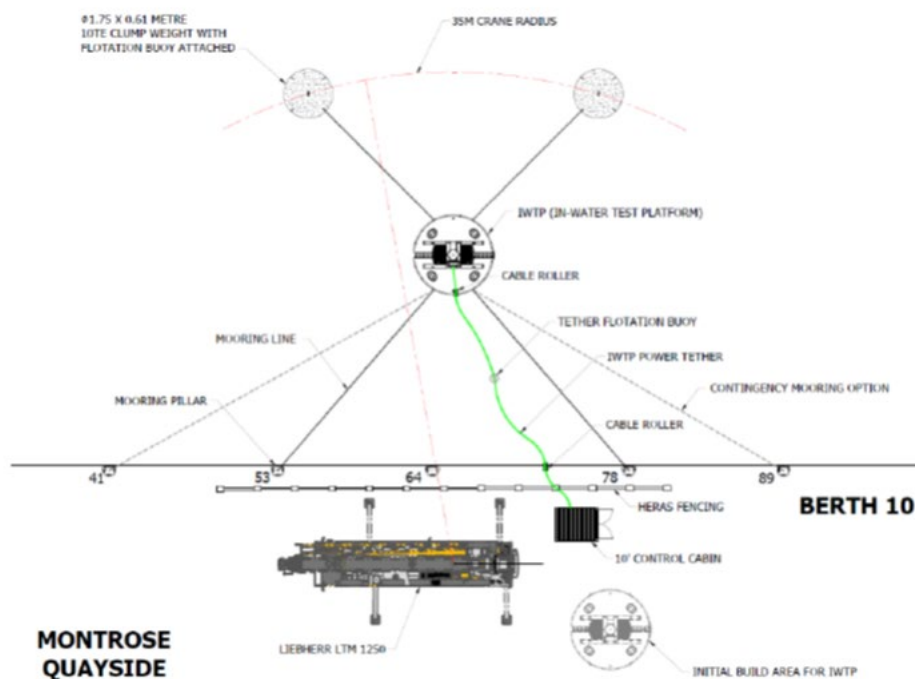 Ø1.75 X 0.61 METRE
10TE CLUMP WEIGHT WITH
FLOTATION BUOY ATTACHED
35M CRANE RADIUS
IWTP (IN-WATER TEST PLATFORM)
CABLE ROLLER
TETHER FLOTATION BUOY
MOORING LINE
IWTP POWER TETHER
CONTINGENCY MOORING OPTION
MOORING PILLAR
CABLE ROLLER
41
53
64
78
89
HERAS FENCING
BERTH 10
10' CONTROL CABIN
MONTROSE
QUAYSIDE
LIEBHERR LTM 1250
INITIAL BUILD AREA FOR IWTP